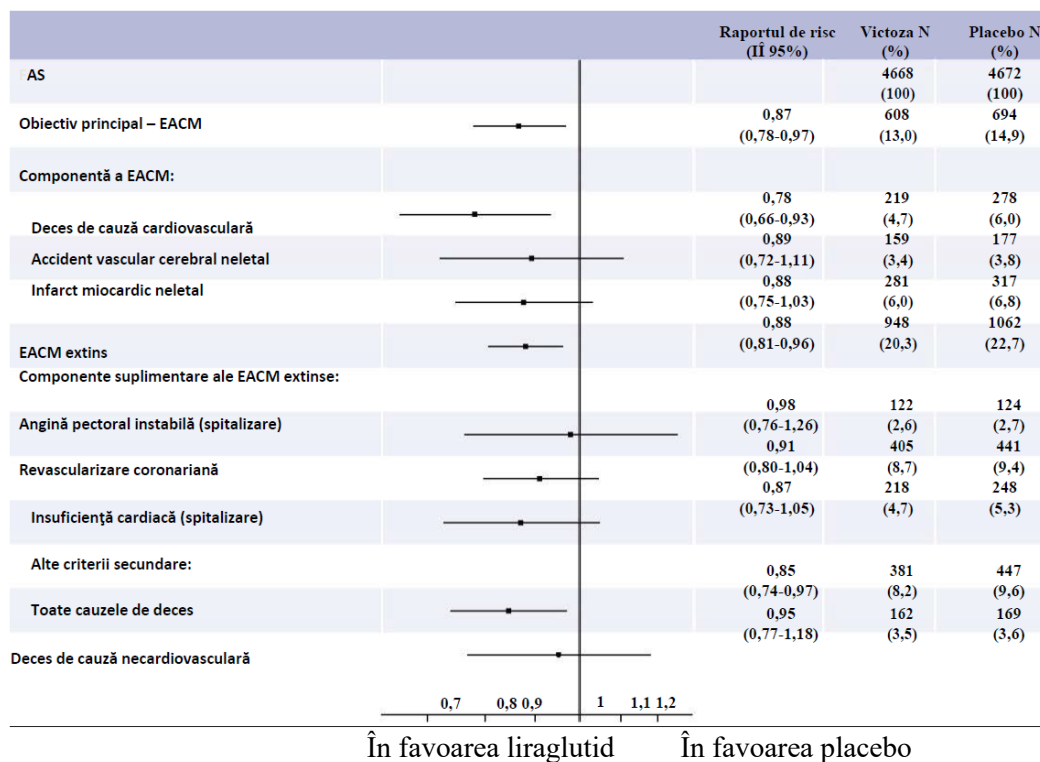 Raportul de risc Victoza N Placebo N
(IÎ 95%) (%) (%)
FAS 4668 4672
(100) (100)
Obiectiv principal – EACM 0,87 608 694
(0,78-0,97) (13,0) (14,9)
Componentă a EACM:
0,78 219 278
Deces de cauză cardiovasculară (0,66-0,93) (4,7) (6,0)
0,89 159 177
Accident vascular cerebral neletal (0,72-1,11) (3,4) (3,8)
Infarct miocardic neletal 0,88 281 317
(0,75-1,03) (6,0) (6,8)
0,88 948 1062
EACM extins (0,81-0,96) (20,3) (22,7)
Componente suplimentare ale EACM extinse:
0,98 122 124
Angină pectoral instabilă (spitalizare) (0,76-1,26) (2,6) (2,7)
0,91 405 441
Revascularizare coronariană (0,80-1,04) (8,7) (9,4)
0,87 218 248
Insuficienţă cardiacă (spitalizare) (0,73-1,05) (4,7) (5,3)
Alte criterii secundare: 0,85 381 447
(0,74-0,97) (8,2) (9,6)
Toate cauzele de deces 0,95 162 169
(0,77-1,18) (3,5) (3,6)
Deces de cauză necardiovasculară
0,7 0,8 0,9 1 1,1 1,2
În favoarea liraglutid În favoarea placebo